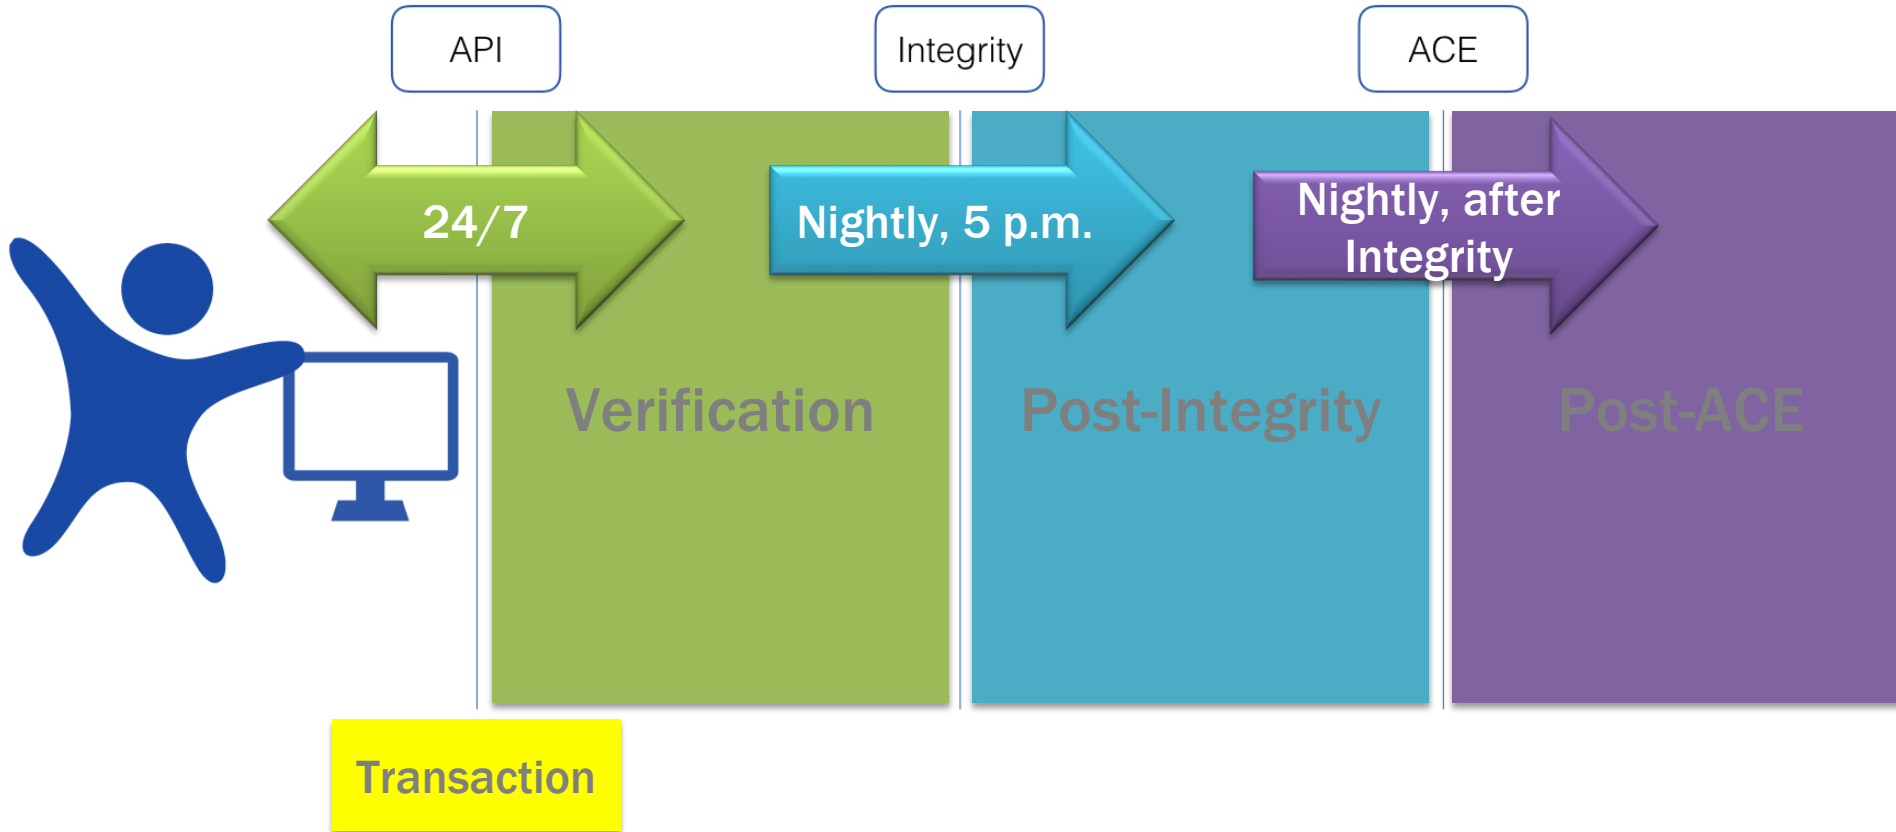 API
Integrity
ACE
24/7
Nightly, 5 p.m.
Nightly, after
Integrity
Verification
Post-Integrity
Post-ACE
Transaction